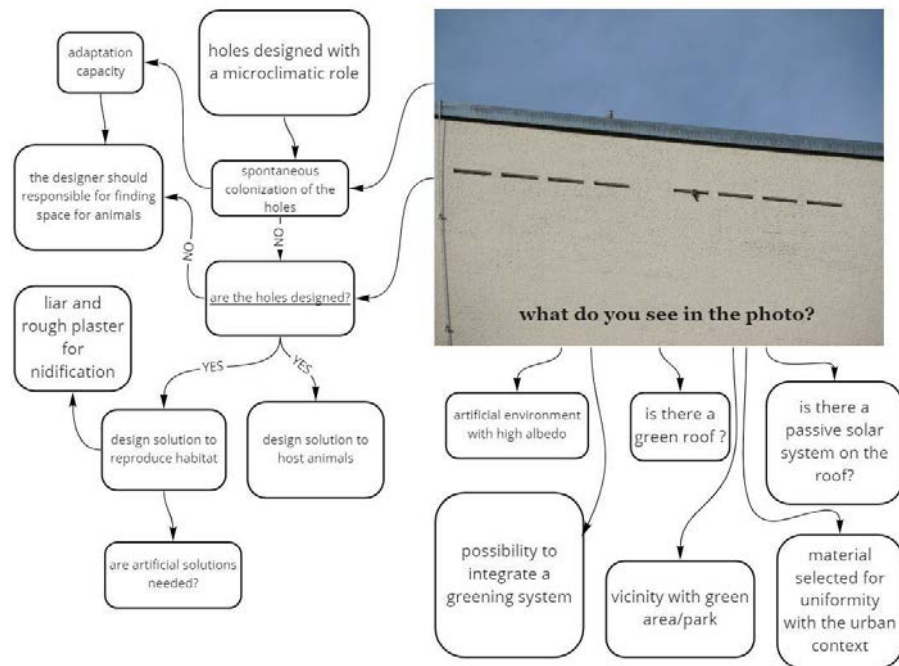 adaptation
capacity
holes designed with
a microclimatic role
the designer should
responsible for finding
space for animals
spontaneous
colonization of the
holes
NO
NO
are the holes designed?
liar and
rough plaster
for
nidification
YES
YES
design solution to
reproduce habitat
design solution to
host animals
are artificial solutions
needed?
what do you see in the photo?
artificial environment
with high albedo
is there a
green roof ?
is there a
passive solar
system on the
roof?
possibility to
integrate a
greening system
vicinity with green
area/park
material
selected for
uniformity
with the urban
context